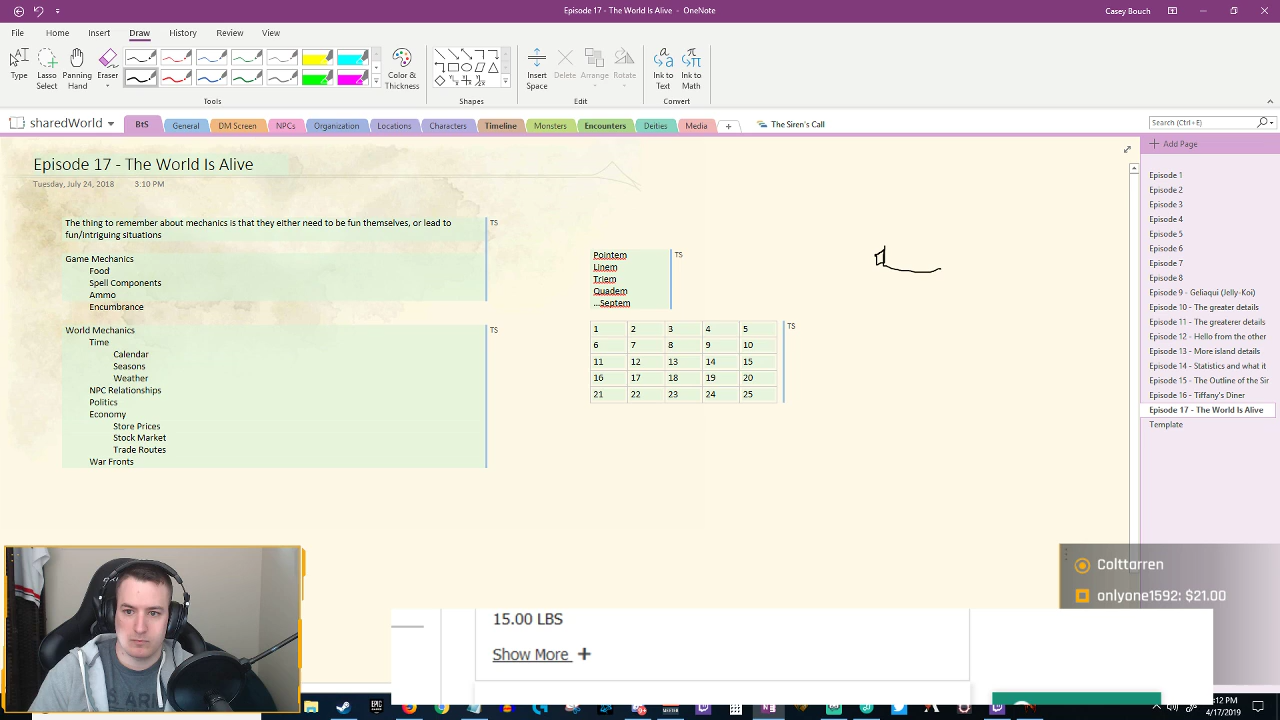 Episode 17 - The World Is Alive - OneNote
Casey Bouch
File Home Insert Draw History Review View
Type
Lasso Select
Panning Hand
Eraser
Color & Thickness
Insert Space
Delete
Arrange
Rotate
Ink to Text
Ink to Math
Tools
Shapes
Edit
Convert
sharedWorld BtS General DM Screen NPCs Organization Locations Characters Timeline Monsters Encounters Deities Media + The Siren's Call
Search (Ctrl+E)
Episode 17 - The World Is Alive
Tuesday, July 24, 2018 3:10 PM
The thing to remember about mechanics is that they either need to be fun themselves, or lead to
fun/intriguing situations
TS
Game Mechanics
Food
Spell Components
Ammo
Encumbrance
World Mechanics
TS
Time
Calendar
Seasons
Weather
NPC Relationships
Politics
Economy
Store Prices
Stock Market
Trade Routes
War Fronts
Pointem
TS
Linem
Triem
Quadem
...Septem
1 2 3 4 5
TS
6 7 8 9 10
11 12 13 14 15
16 17 18 19 20
21 22 23 24 25
Add Page
Episode 1
Episode 2
Episode 3
Episode 4
Episode 5
Episode 6
Episode 7
Episode 8
Episode 9 - Geliaqui (Jelly-Koi)
Episode 10 - The greater details
Episode 11 - The greaterer details
Episode 12 - Hello from the other
Episode 13 - More island details
Episode 14 - Statistics and what it
Episode 15 - The Outline of the Sir
Episode 16 - Tiffany's Diner
Episode 17 - The World Is Alive
Template
Colttarren
onlyone1592: $21.00
15.00 LBS
Show More +
:12 PM
4/17/2019